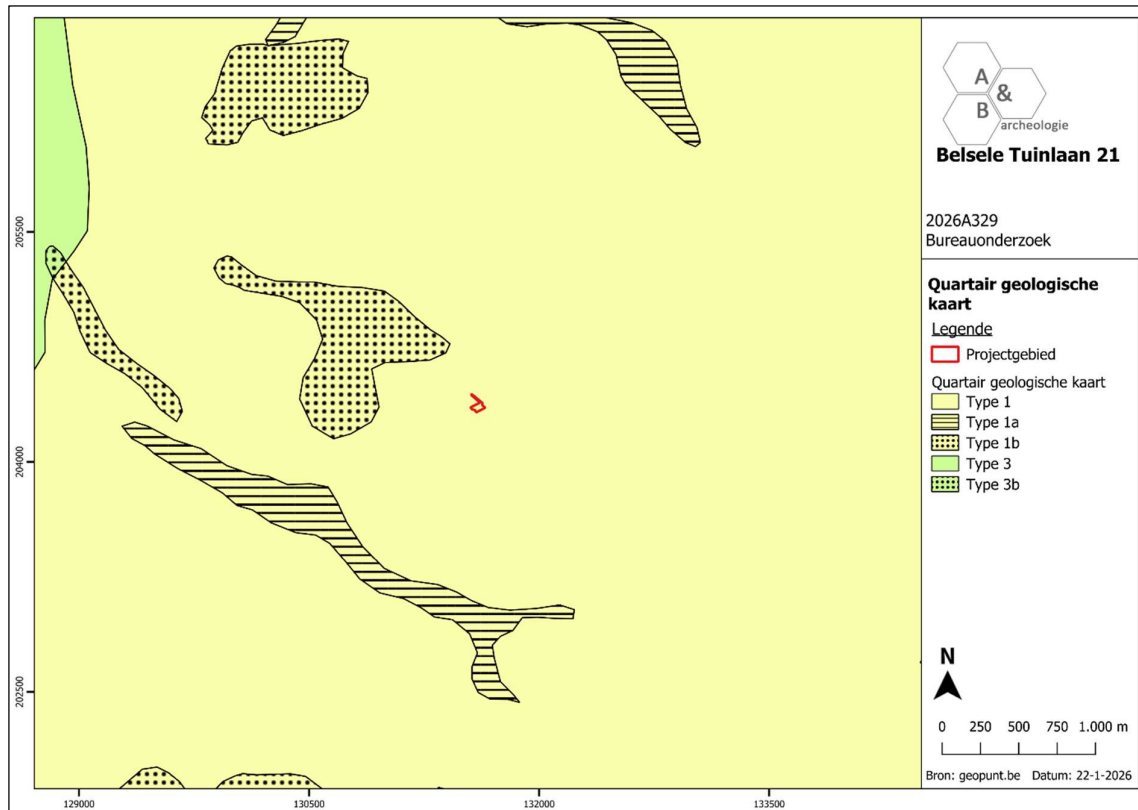 A
&
B
archeologie
Belsele Tuinlaan 21
2026A329
Bureauonderzoek
Quartair geologische
kaart
Legende
Projectgebied
Quartair geologische kaart
Type 1
Type 1a
Type 1b
Type 3
Type 3b
N
0 250 500 750 1.000 m
Bron: geopunt.be Datum: 22-1-2026
205500
204000
202500
129000 130500 132000 133500